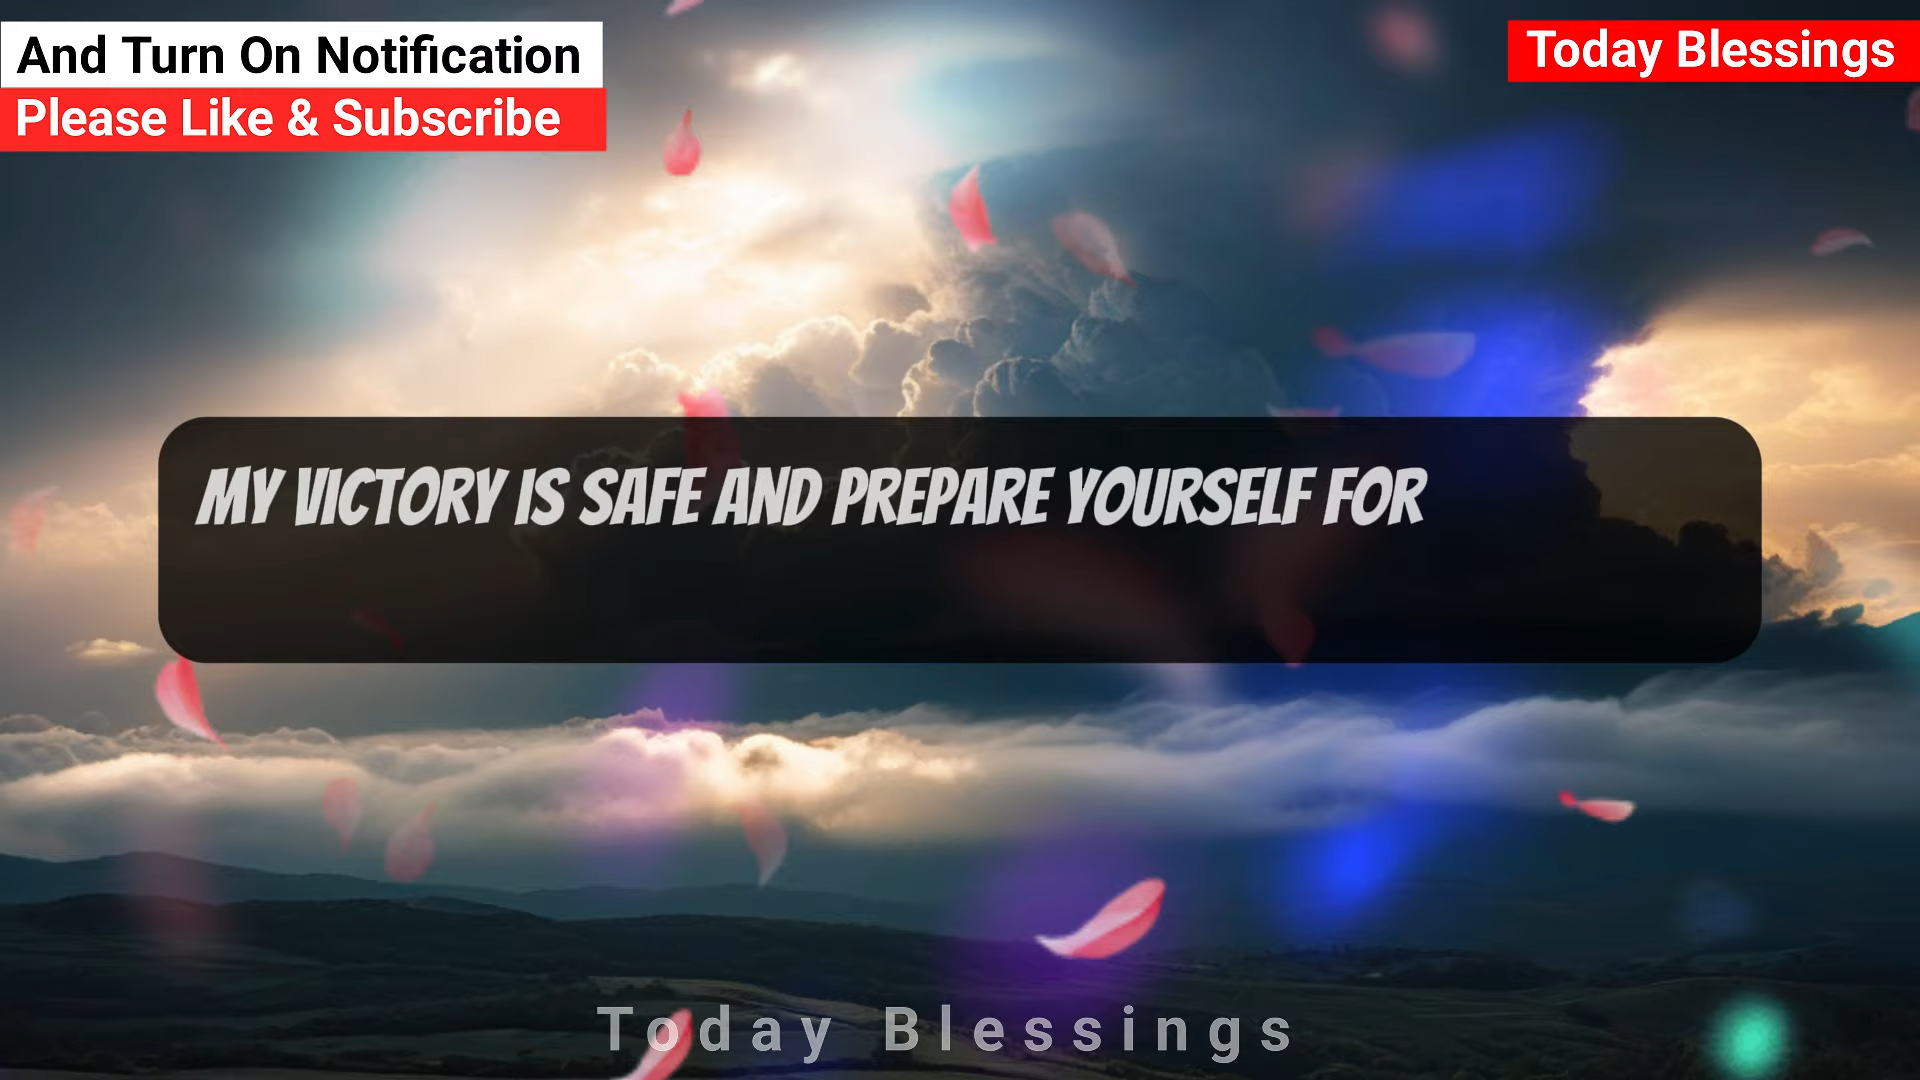 And Turn On Notification
Please Like & Subscribe
Today Blessings
MY VICTORY IS SAFE AND PREPARE YOURSELF FOR
Today Blessings